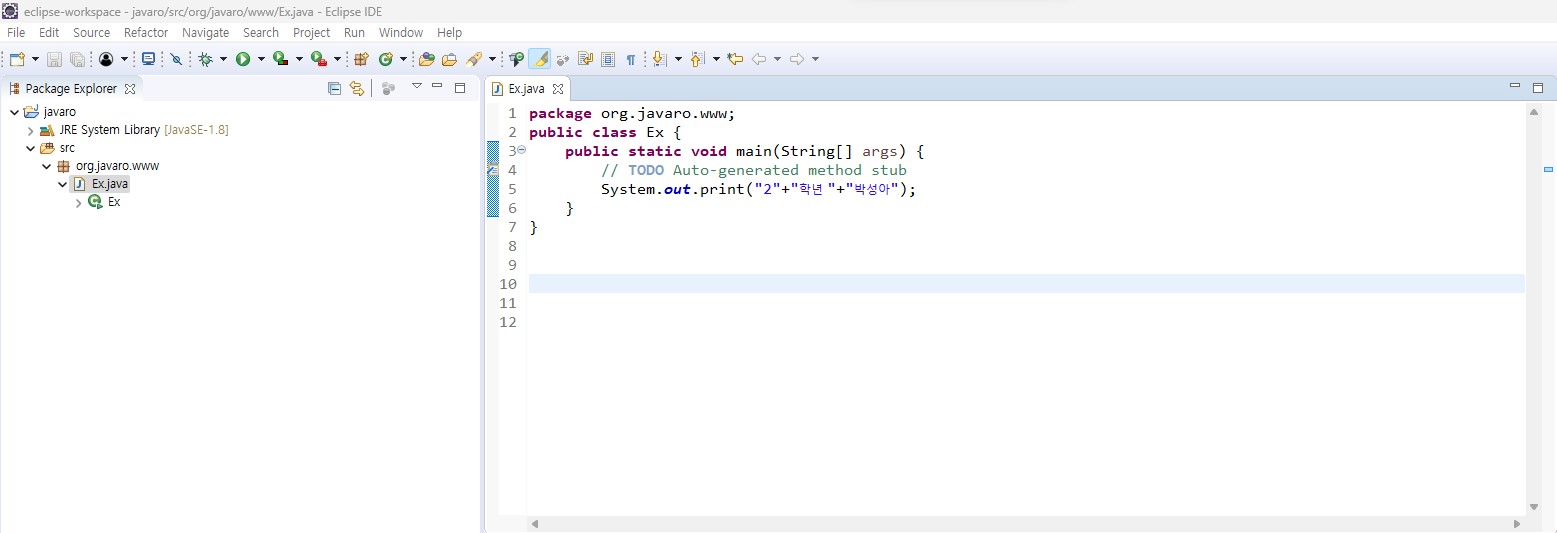 eclipse-workspace - javaro/src/org/javaro/www/Ex.java - Eclipse IDE
File Edit Source Refactor Navigate Search Project Run Window Help
Package Explorer
javaro
JRE System Library [JavaSE-1.8]
src
org.javaro.www
Ex.java
Ex
Ex.java
1 package org.javaro.www;
2 public class Ex {
3 public static void main(String[] args) {
4 // TODO Auto-generated method stub
5 System.out.print("2"+"학년 "+"박성아");
6 }
7 }
8
9
10
11
12